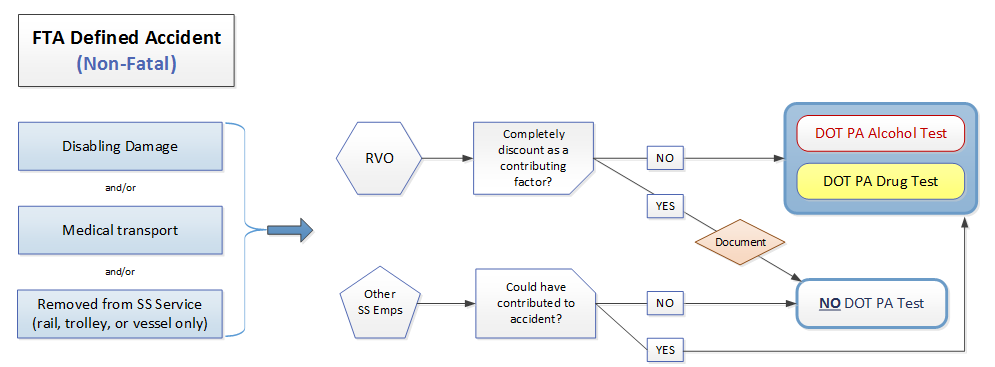 FTA Defined Accident
(Non-Fatal)
Disabling Damage
and/or
Medical transport
and/or
Removed from SS Service
(rail, trolley, or vessel only)
RVO
Completely
discount as a
contributing
factor?
NO
YES
Document
DOT PA Alcohol Test
DOT PA Drug Test
Other
SS Emps
Could have
contributed to
accident?
NO
YES
NO DOT PA Test